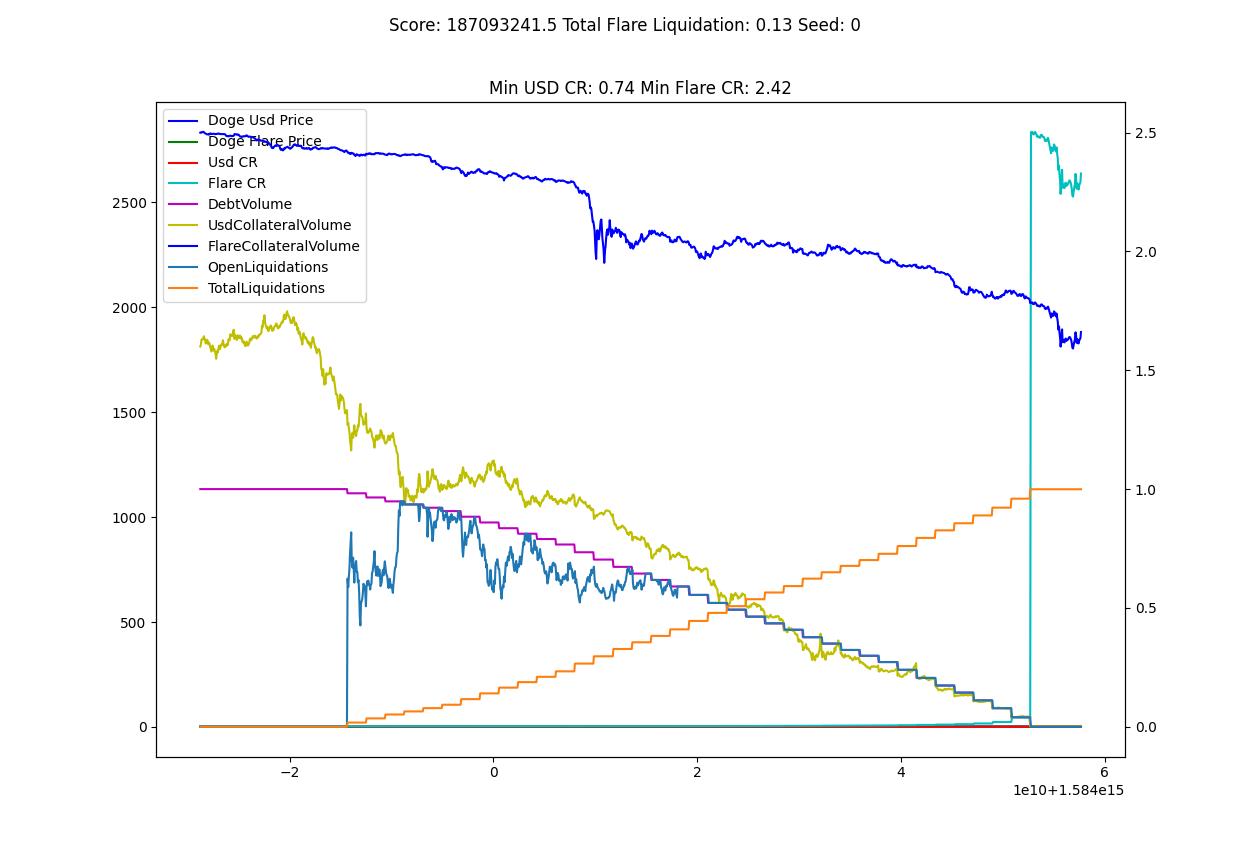 Score: 187093241.5 Total Flare Liquidation: 0.13 Seed: 0
Min USD CR: 0.74 Min Flare CR: 2.42
Doge Usd Price
Doge Flare Price
Usd CR
Flare CR
DebtVolume
UsdCollateralVolume
FlareCollateralVolume
OpenLiquidations
TotalLiquidations
2500
2000
1500
1000
500
0
2.5
2.0
1.5
1.0
0.5
0.0
−2
0
2
4
6
1e10+1.584e15